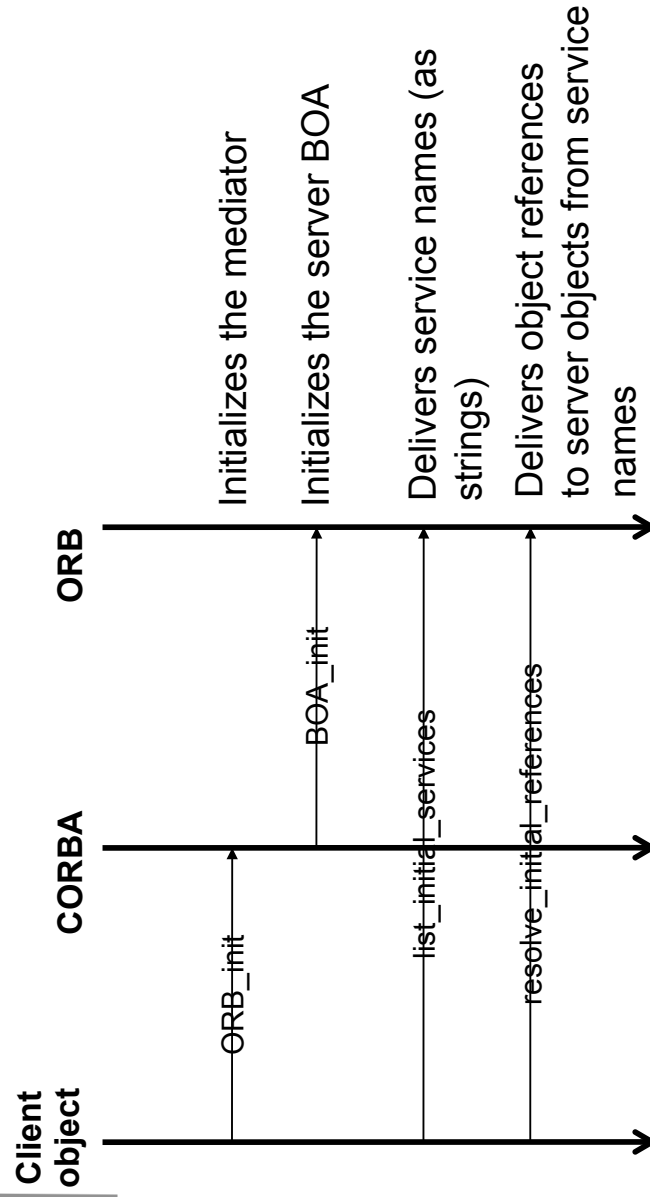 Client
object
CORBA
ORB
ORB_init
Initializes the mediator
BOA_init
Initializes the server BOA
list_initial_services
Delivers service names (as
strings)
resolve_initial_references
Delivers object references
to server objects from service
names